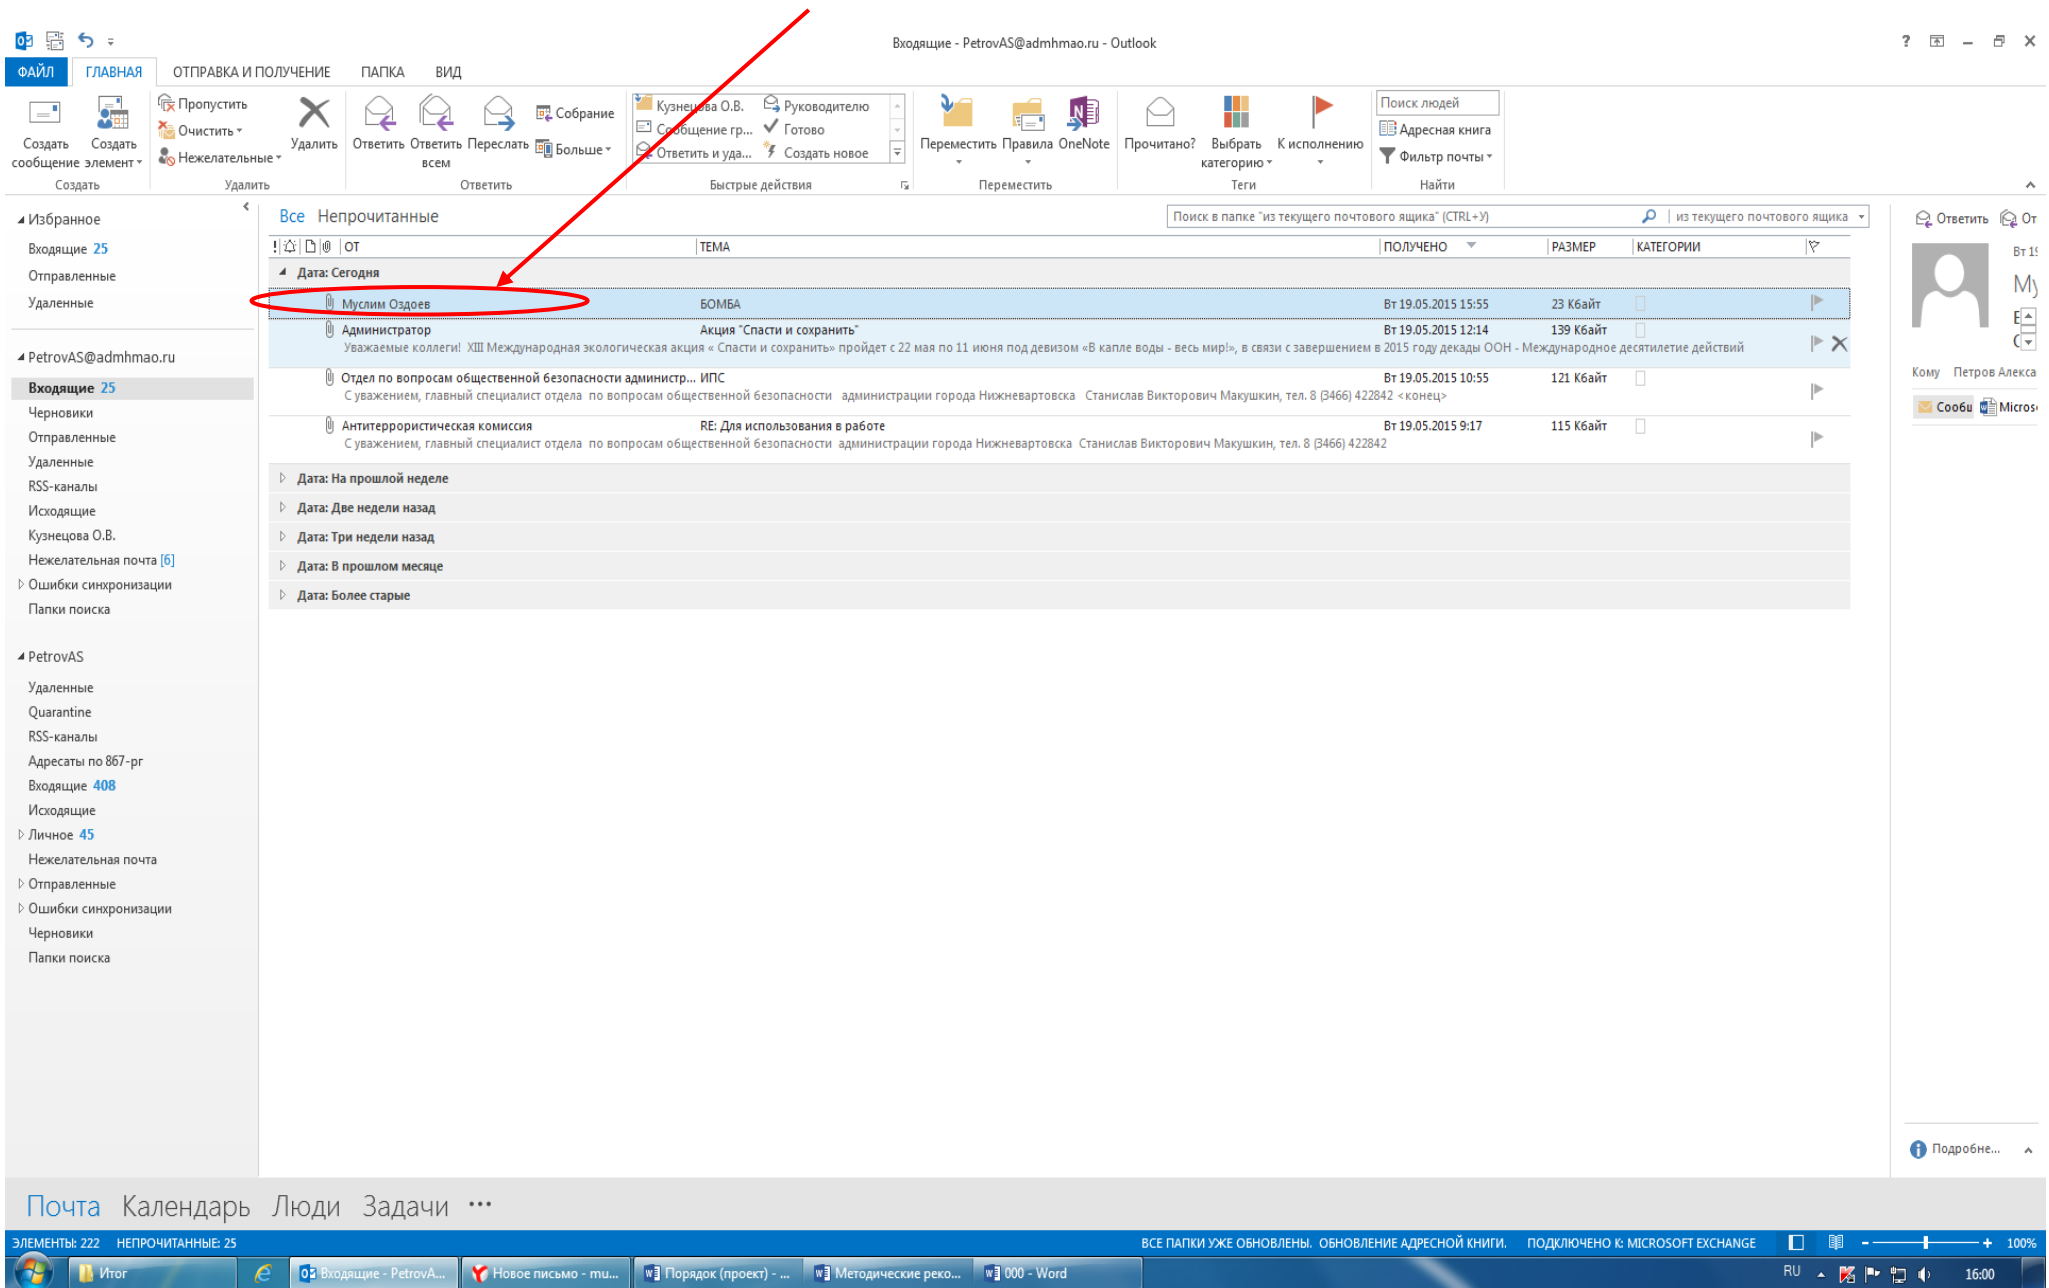 Входящие - PetrovAS@admhmao.ru - Outlook
ФАЙЛ ГЛАВНАЯ ОТПРАВКА И ПОЛУЧЕНИЕ ПАПКА ВИД
Создать сообщение
Создать элемент
Создать
Пропустить
Очистить
Нежелательные
Удалить
Удалить
Ответить
Ответить всем
Переслать
Собрание
Больше
Ответить
Кузнецова О.В.
Сообщение гр...
Ответить и уда...
Руководителю
Готово
Создать новое
Быстрые действия
Переместить
Правила
OneNote
Переместить
Прочитано?
Выбрать категорию
К исполнению
Теги
Поиск людей
Адресная книга
Фильтр почты
Найти
Избранное
Входящие 25
Отправленные
Удаленные
PetrovAS@admhmao.ru
Входящие 25
Черновики
Отправленные
Удаленные
RSS-каналы
Исходящие
Кузнецова О.В.
Нежелательная почта [6]
Ошибки синхронизации
Папки поиска
PetrovAS
Удаленные
Quarantine
RSS-каналы
Адресаты по 867-рг
Входящие 408
Исходящие
Личное 45
Нежелательная почта
Отправленные
Ошибки синхронизации
Черновики
Папки поиска
Все Непрочитанные
Поиск в папке "из текущего почтового ящика" (CTRL+У) из текущего почтового ящика
ОТ ТЕМА ПОЛУЧЕНО РАЗМЕР КАТЕГОРИИ
Дата: Сегодня
Муслим Оздоев БОМБА Вт 19.05.2015 15:55 23 Кбайт
Администратор Акция "Спасти и сохранить" Вт 19.05.2015 12:14 139 Кбайт
Уважаемые коллеги! XIII Международная экологическая акция « Спасти и сохранить» пройдет с 22 мая по 11 июня под девизом «В капле воды - весь мир!», в связи с завершением в 2015 году декады ООН - Международное десятилетие действий
Отдел по вопросам общественной безопасности администр... ИПС Вт 19.05.2015 10:55 121 Кбайт
С уважением, главный специалист отдела по вопросам общественной безопасности администрации города Нижневартовска Станислав Викторович Макушкин, тел. 8 (3466) 422842 <конец>
Антитеррористическая комиссия RE: Для использования в работе Вт 19.05.2015 9:17 115 Кбайт
С уважением, главный специалист отдела по вопросам общественной безопасности администрации города Нижневартовска Станислав Викторович Макушкин, тел. 8 (3466) 422842
Дата: На прошлой неделе
Дата: Две недели назад
Дата: Три недели назад
Дата: В прошлом месяце
Дата: Более старые
Ответить От
Вт 19
Му
Кому Петров Алекса
Сообщ Micros
Подробне...
Почта Календарь Люди Задачи
ЭЛЕМЕНТЫ: 222 НЕПРОЧИТАННЫЕ: 25 ВСЕ ПАПКИ УЖЕ ОБНОВЛЕНЫ. ОБНОВЛЕНИЕ АДРЕСНОЙ КНИГИ. ПОДКЛЮЧЕНО К: MICROSOFT EXCHANGE 100%
Итог Входящие - PetrovA... Новое письмо - mu... Порядок (проект) - ... Методические реко... 000 - Word RU 16:00